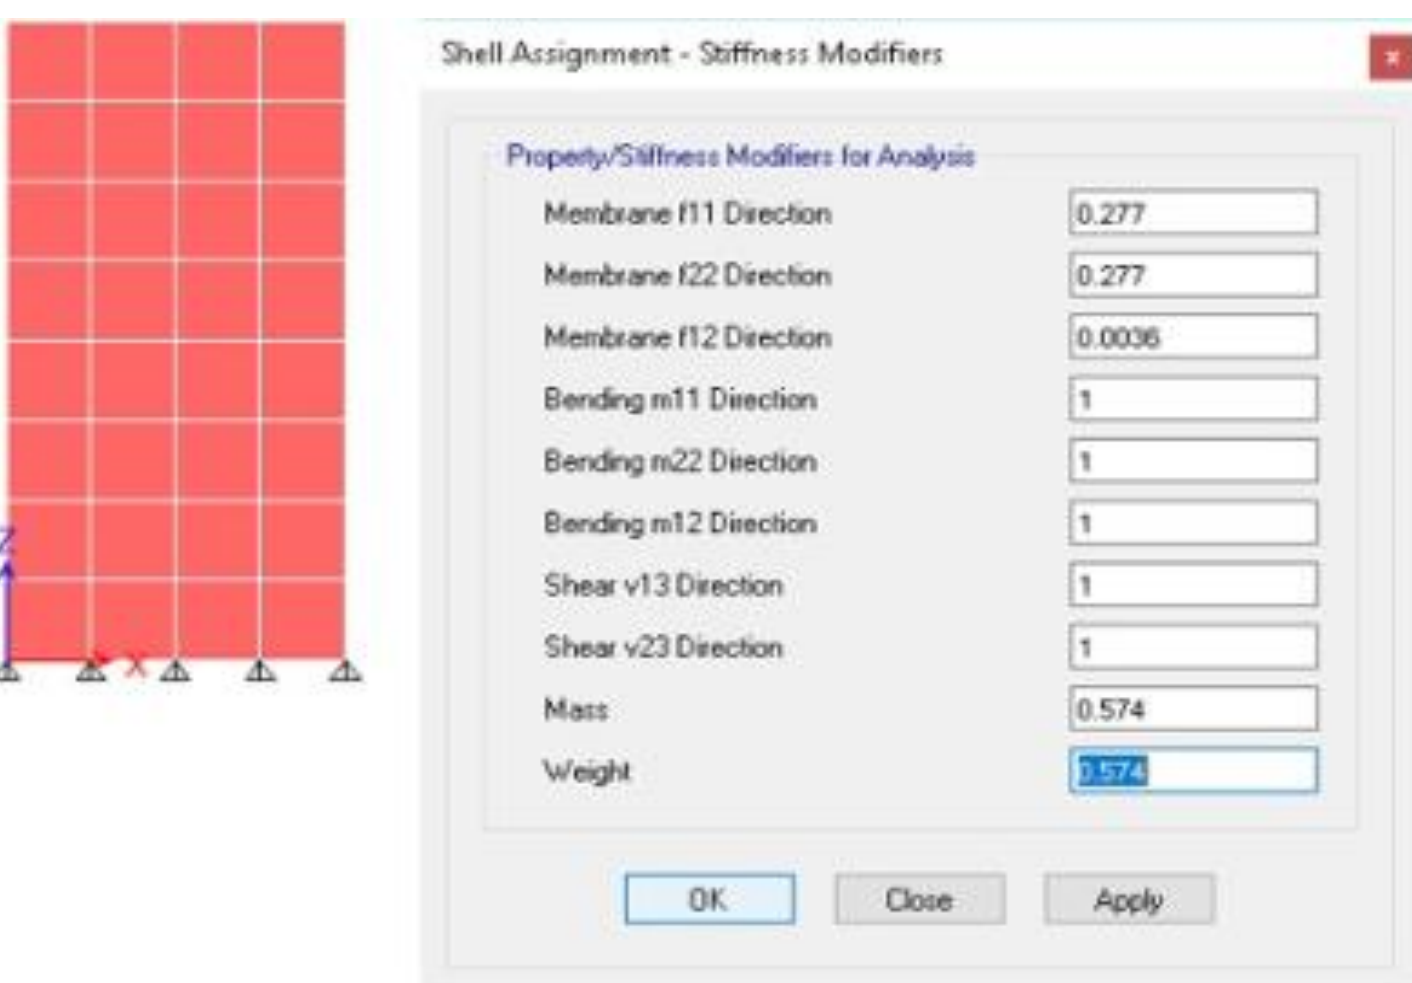 Shell Assignment - Stiffness Modifiers
x
Property/Stiffness Modifiers for Analysis
Membrane f11 Direction 0.277
Membrane f22 Direction 0.277
Membrane f12 Direction 0.0036
Bending m11 Direction 1
Bending m22 Direction 1
Bending m12 Direction 1
Shear v13 Direction 1
Shear v23 Direction 1
Mass 0.574
Weight 0.574
OK Close Apply
Z
X